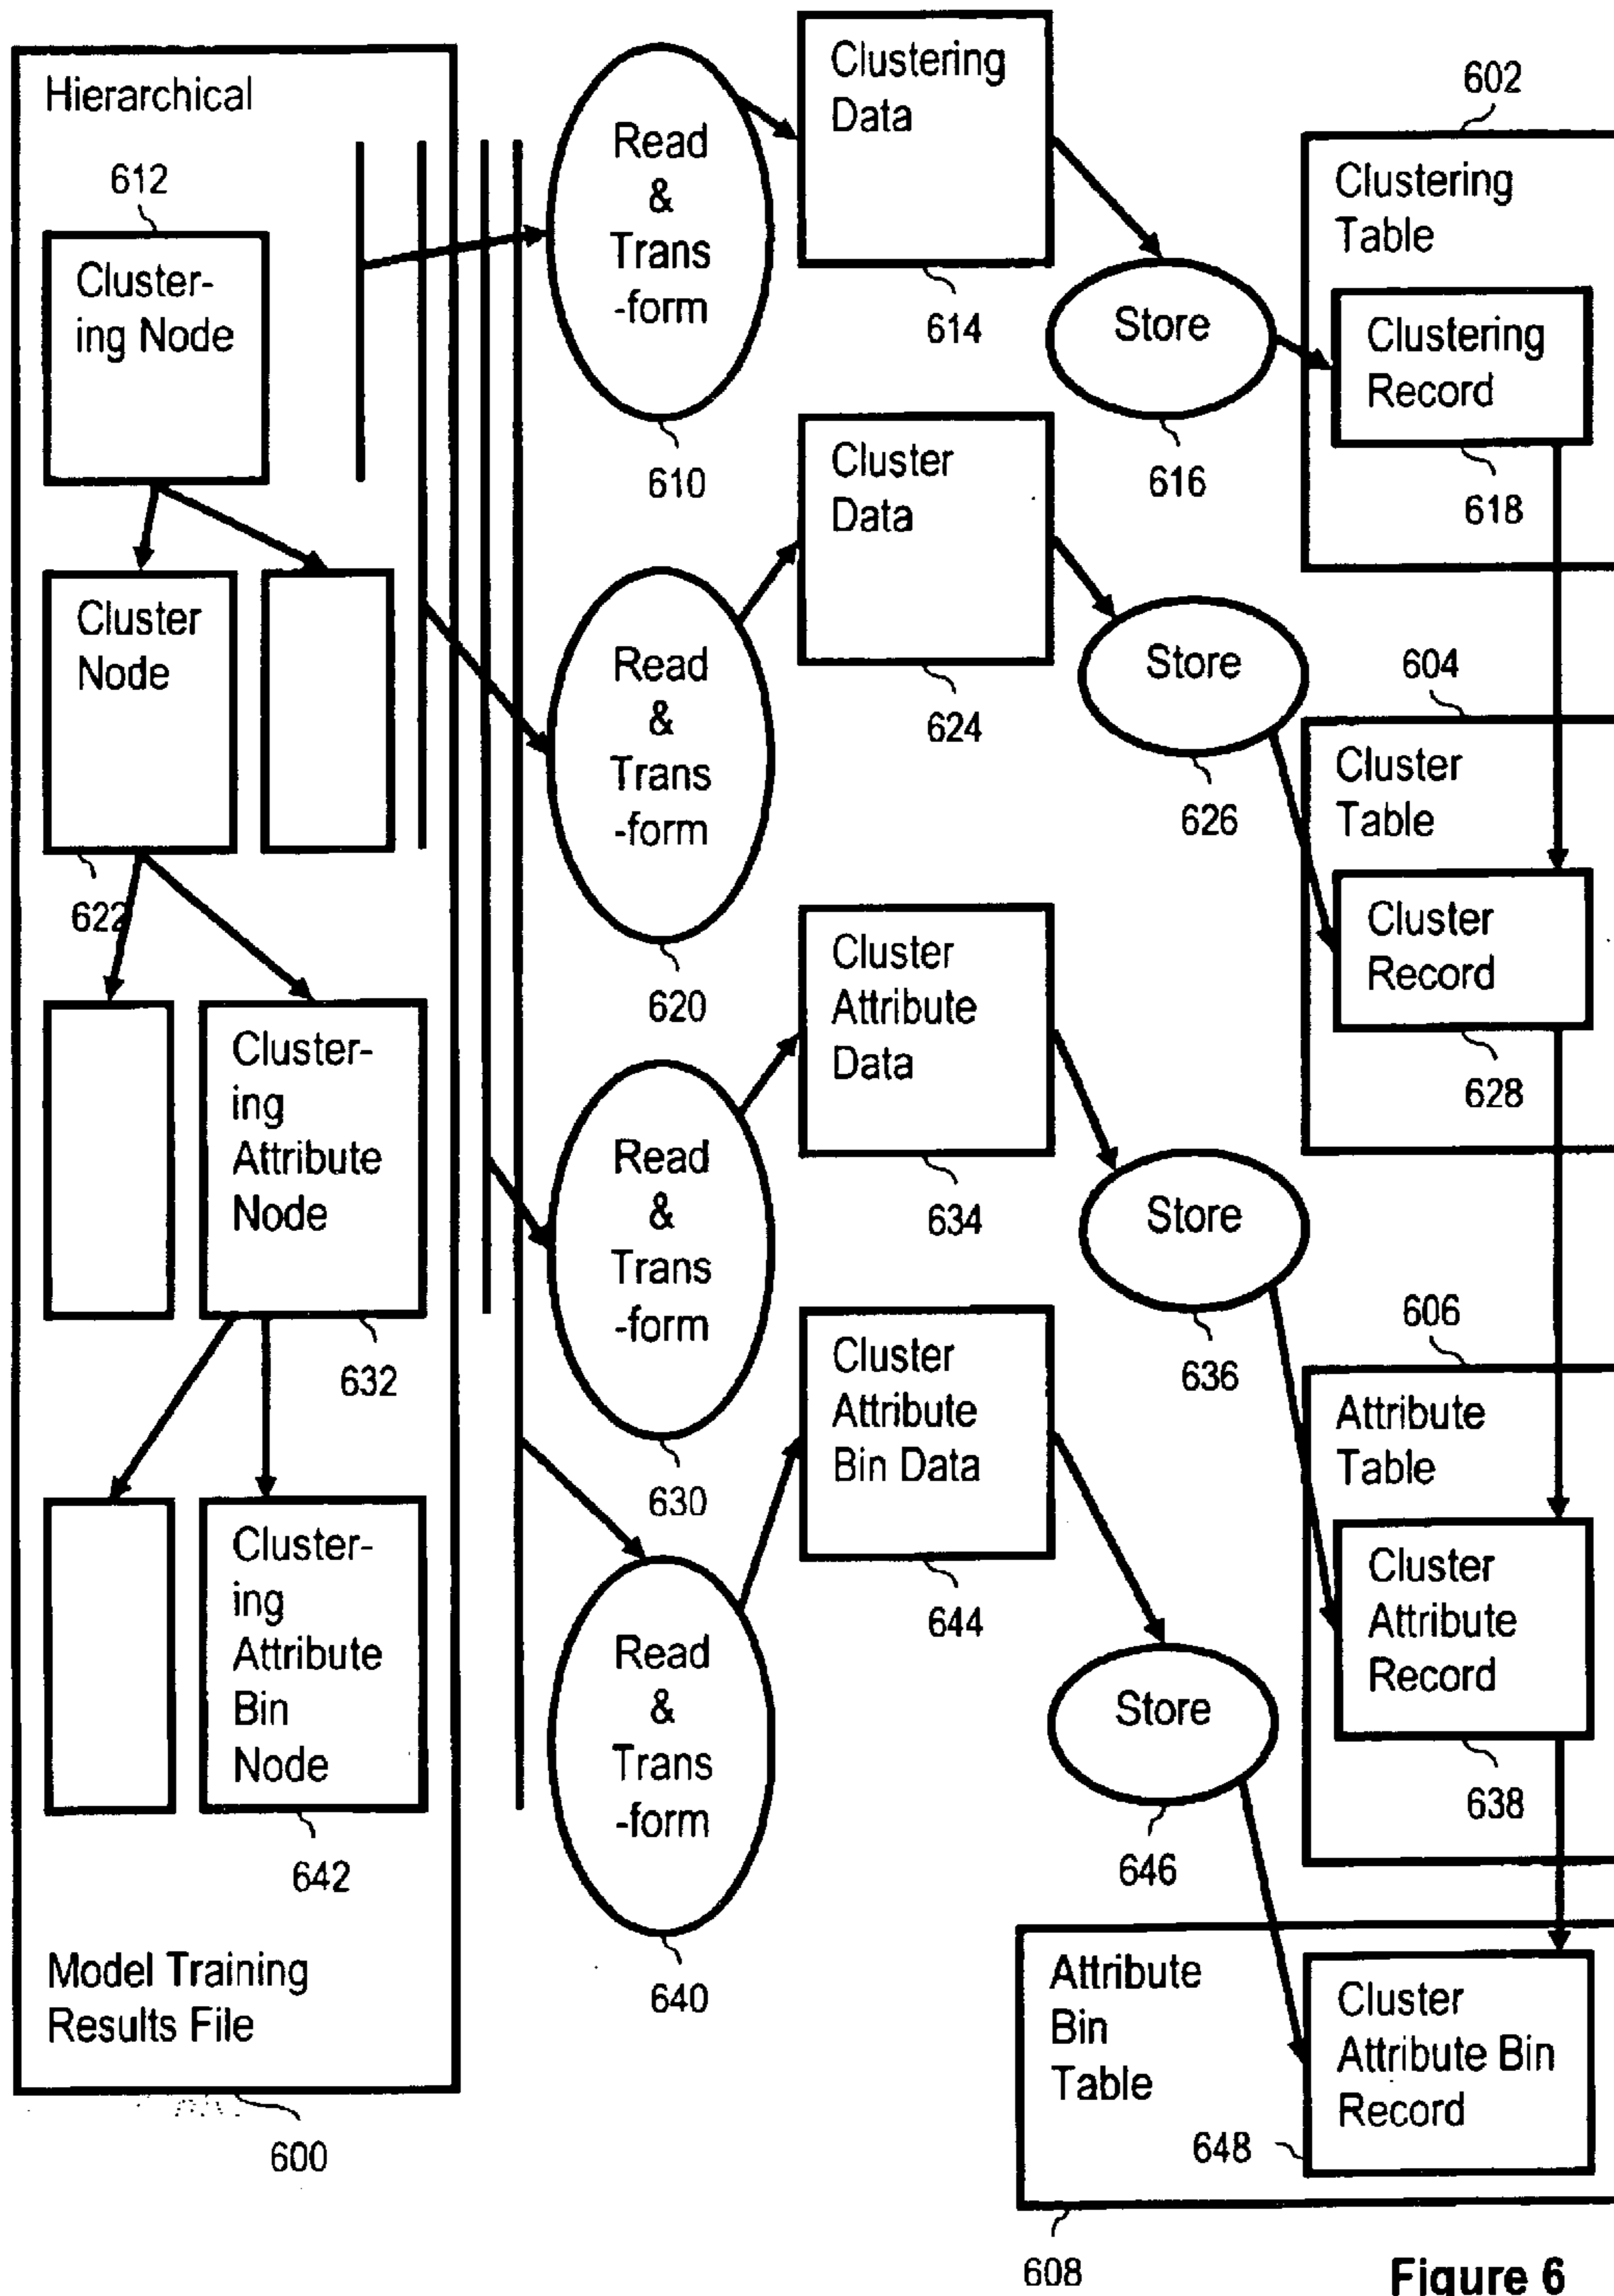 Hierarchical
612
Cluster-
ing Node
Cluster
Node
622
Cluster-
ing
Attribute
Node
632
Cluster-
ing
Attribute
Bin
Node
642
Model Training
Results File
600
Read
&
Trans
-form
610
Read
&
Trans
-form
620
Read
&
Trans
-form
630
Read
&
Trans
-form
640
Clustering
Data
614
Cluster
Data
624
Cluster
Attribute
Data
634
Cluster
Attribute
Bin Data
644
Store
616
Store
626
Store
636
Store
646
602
Clustering
Table
Clustering
Record
618
604
Cluster
Table
Cluster
Record
628
606
Attribute
Table
Cluster
Attribute
Record
638
Attribute
Bin
Table
Cluster
Attribute Bin
Record
648
608
Figure 6